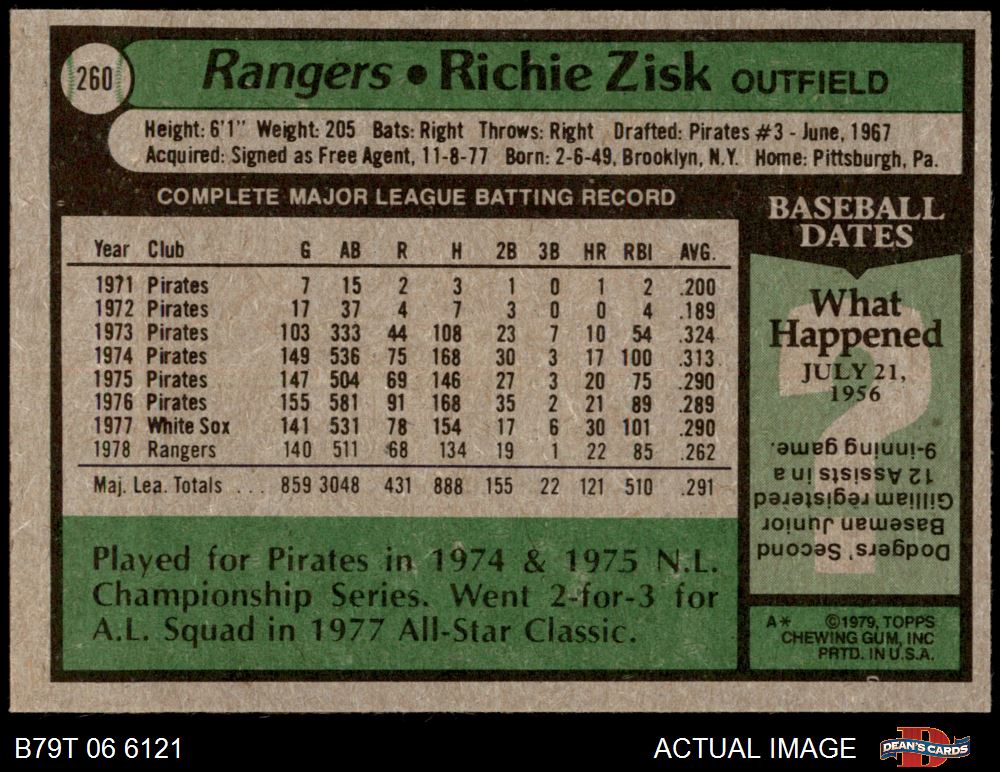 260
Rangers • Richie Zisk OUTFIELD
Height: 6'1" Weight: 205 Bats: Right Throws: Right Drafted: Pirates #3 - June, 1967
Acquired: Signed as Free Agent, 11-8-77 Born: 2-6-49, Brooklyn, N.Y. Home: Pittsburgh, Pa.
COMPLETE MAJOR LEAGUE BATTING RECORD
Year Club G AB R H 2B 3B HR RBI AVG.
1971 Pirates 7 15 2 3 1 0 1 2 .200
1972 Pirates 17 37 4 7 3 0 0 4 .189
1973 Pirates 103 333 44 108 23 7 10 54 .324
1974 Pirates 149 536 75 168 30 3 17 100 .313
1975 Pirates 147 504 69 146 27 3 20 75 .290
1976 Pirates 155 581 91 168 35 2 21 89 .289
1977 White Sox 141 531 78 154 17 6 30 101 .290
1978 Rangers 140 511 68 134 19 1 22 85 .262
Maj. Lea. Totals ... 859 3048 431 888 155 22 121 510 .291
Played for Pirates in 1974 & 1975 N.L.
Championship Series. Went 2-for-3 for
A.L. Squad in 1977 All-Star Classic.
BASEBALL
DATES
What
Happened
JULY 21,
1956
?
Dodgers' Second
Baseman Junior
Gilliam registered
12 Assists in a
9-inning game.
A* ©1979, TOPPS
CHEWING GUM, INC
PRTD. IN U.S.A.
B79T 06 6121
ACTUAL IMAGE
D
DEAN'S CARDS